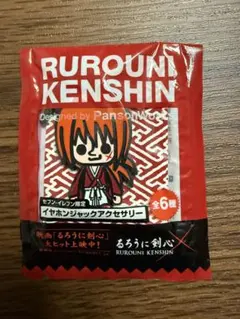 RUROUNI
KENSHIN
Designed by PansonWorks
セブン-イレブン限定
イヤホンジャックアクセサリー
全6種
映画「るろうに剣心」
大ヒット上映中!
るろうに剣心
RUROUNI KENSHIN